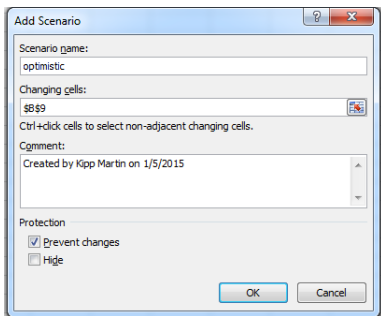 Add Scenario
Scenario name:
optimistic
Changing cells:
$B$9
Ctrl+click cells to select non-adjacent changing cells.
Comment:
Created by Kipp Martin on 1/5/2015
Protection
Prevent changes
Hide
OK Cancel